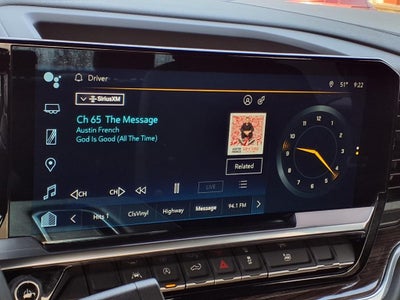 Driver
51° 9:22
SiriusXM
Ch 65 The Message
Austin French
God Is Good (All The Time)
Related
CH CH LIVE
Hits 1 ClsVinyl Highway Message 94.1 FM